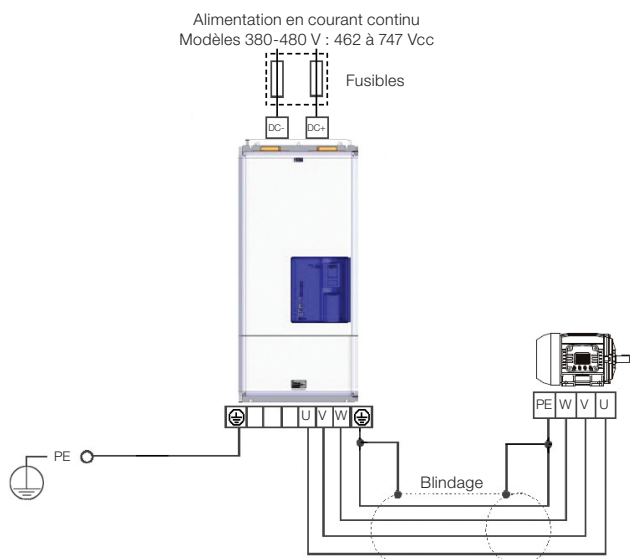 Alimentation en courant continu
Modèles 380-480 V : 462 à 747 Vcc
Fusibles
DC- DC+
U V W
PE W V U
PE
Blindage